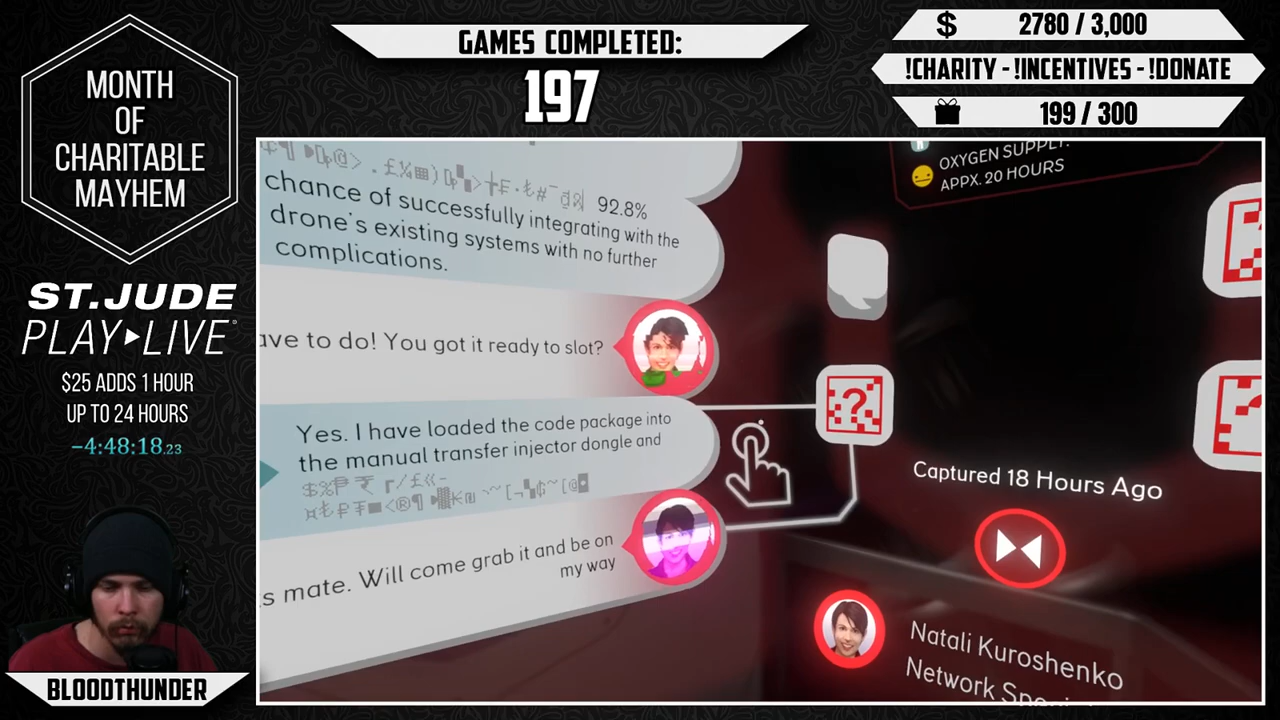 MONTH
OF
CHARITABLE
MAYHEM
ST.JUDE
PLAY LIVE
$25 ADDS 1 HOUR
UP TO 24 HOURS
-4:48:18.23
BLOODTHUNDER
GAMES COMPLETED:
197
$ 2780 / 3,000
!CHARITY - !INCENTIVES - !DONATE
199 / 300
92.8%
chance of successfully integrating with the
drone's existing systems with no further
complications.
ave to do! You got it ready to slot?
Yes. I have loaded the code package into
the manual transfer injector dongle and
s mate. Will come grab it and be on
my way
OXYGEN SUPPLY:
APPX. 20 HOURS
?
Captured 18 Hours Ago
Natali Kuroshenko
Network